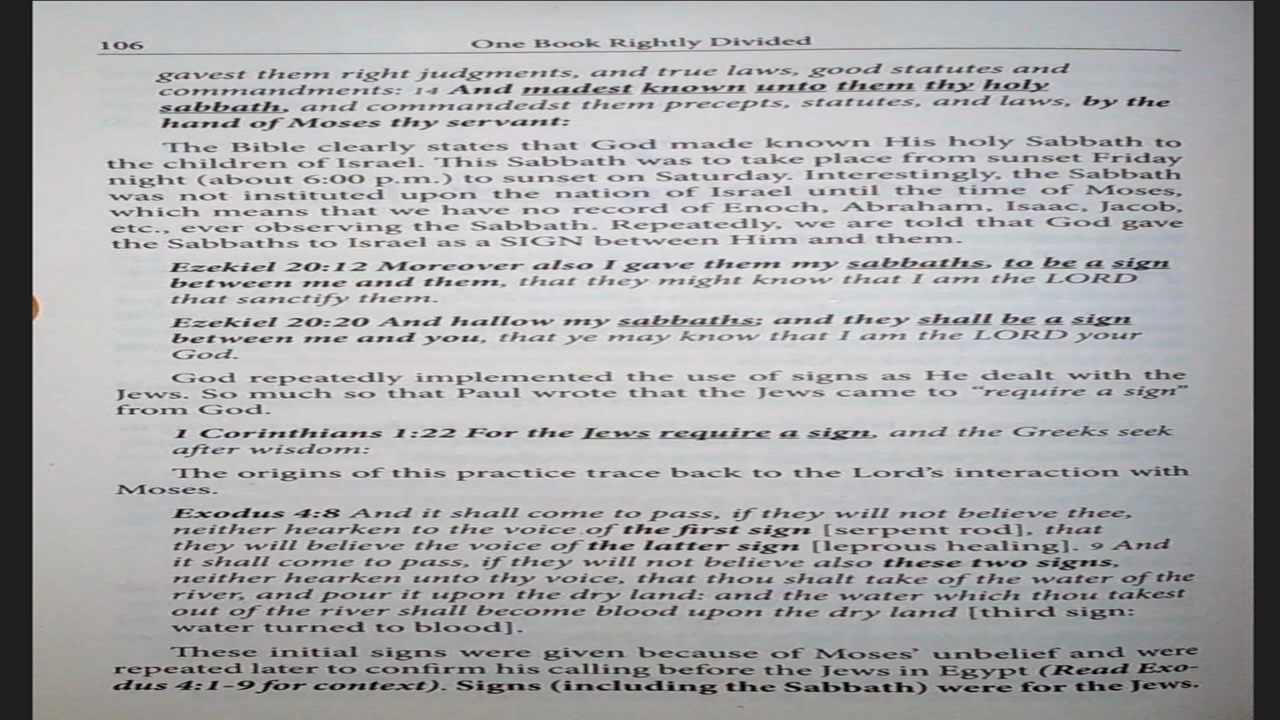 106
One Book Rightly Divided
gavest them right judgments, and true laws, good statutes and
commandments: 14 And madest known unto them thy holy
sabbath, and commandedst them precepts, statutes, and laws, by the
hand of Moses thy servant:
The Bible clearly states that God made known His holy Sabbath to
the children of Israel. This Sabbath was to take place from sunset Friday
night (about 6:00 p.m.) to sunset on Saturday. Interestingly, the Sabbath
was not instituted upon the nation of Israel until the time of Moses,
which means that we have no record of Enoch, Abraham, Isaac, Jacob,
etc., ever observing the Sabbath. Repeatedly, we are told that God gave
the Sabbaths to Israel as a SIGN between Him and them.
Ezekiel 20:12 Moreover also I gave them my sabbaths, to be a sign
between me and them, that they might know that I am the LORD
that sanctify them.
Ezekiel 20:20 And hallow my sabbaths; and they shall be a sign
between me and you, that ye may know that I am the LORD your
God.
God repeatedly implemented the use of signs as He dealt with the
Jews. So much so that Paul wrote that the Jews came to “require a sign”
from God.
1 Corinthians 1:22 For the Jews require a sign, and the Greeks seek
after wisdom:
The origins of this practice trace back to the Lord’s interaction with
Moses.
Exodus 4:8 And it shall come to pass, if they will not believe thee,
neither hearken to the voice of the first sign [serpent rod], that
they will believe the voice of the latter sign [leprous healing]. 9 And
it shall come to pass, if they will not believe also these two signs,
neither hearken unto thy voice, that thou shalt take of the water of the
river, and pour it upon the dry land: and the water which thou takest
out of the river shall become blood upon the dry land [third sign:
water turned to blood].
These initial signs were given because of Moses’ unbelief and were
repeated later to confirm his calling before the Jews in Egypt (Read Exo-
dus 4:1-9 for context). Signs (including the Sabbath) were for the Jews.